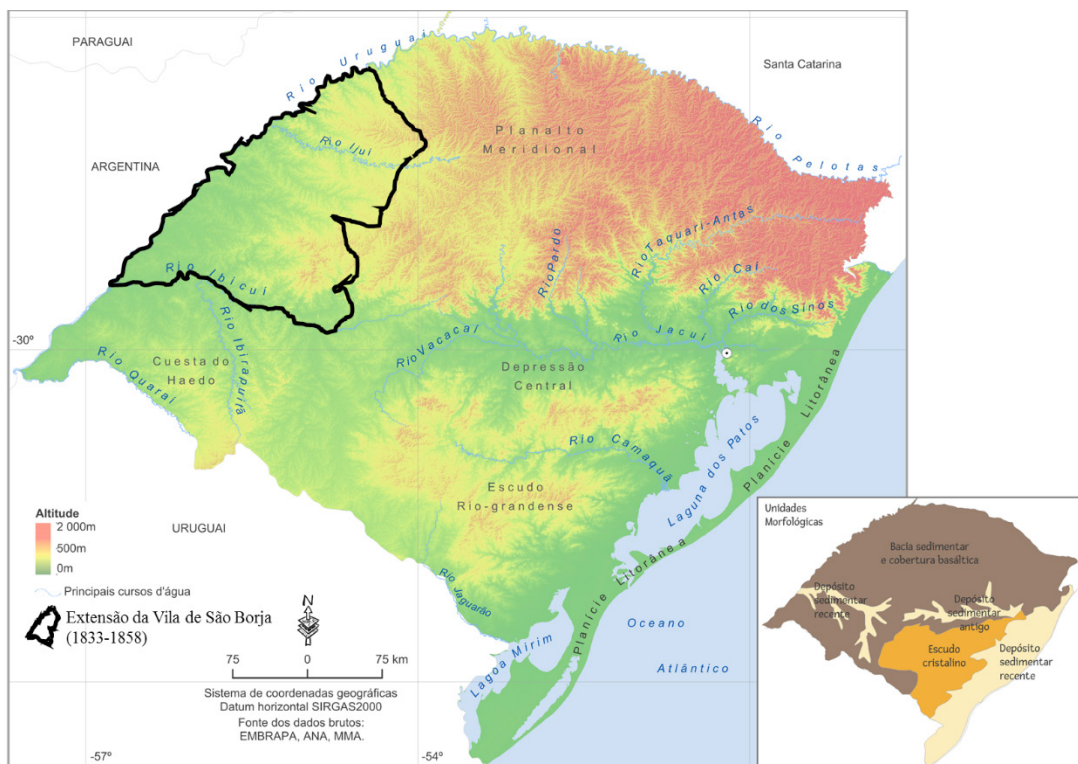 PARAGUAI
Rio Uruguai
Santa Catarina
Planalto
Meridional
Rio Ijui
Rio Pelotas
ARGENTINA
Rio Taquari-Antas
Rio Pardo
Rio Cai
Rio Ibicui
Rio dos Sinos
Rio Jacui
Rio Vacacaí
-30º
Rio Ibirapuitã
Cuesta do
Haedo
Depressão
Central
Rio Quaraí
Planície Litorânea
Rio Camaquã
Laguna dos Patos
Escudo
Rio-grandense
Altitude
2 000m
500m
0m
URUGUAI
Principais cursos d'água
Rio Jaguarão
Planície Litorânea
Extensão da Vila de São Borja
(1833-1858)
N
Oceano
Atlântico
75 0 75 km
Lagoa Mirim
Sistema de coordenadas geográficas
Datum horizontal SIRGAS2000
Fonte dos dados brutos:
EMBRAPA, ANA, MMA.
-57º
-54º
Unidades
Morfológicas
Bacia sedimentar
e cobertura basáltica
Depósito
sedimentar
recente
Depósito
sedimentar
antigo
Escudo
cristalino
Depósito
sedimentar
recente